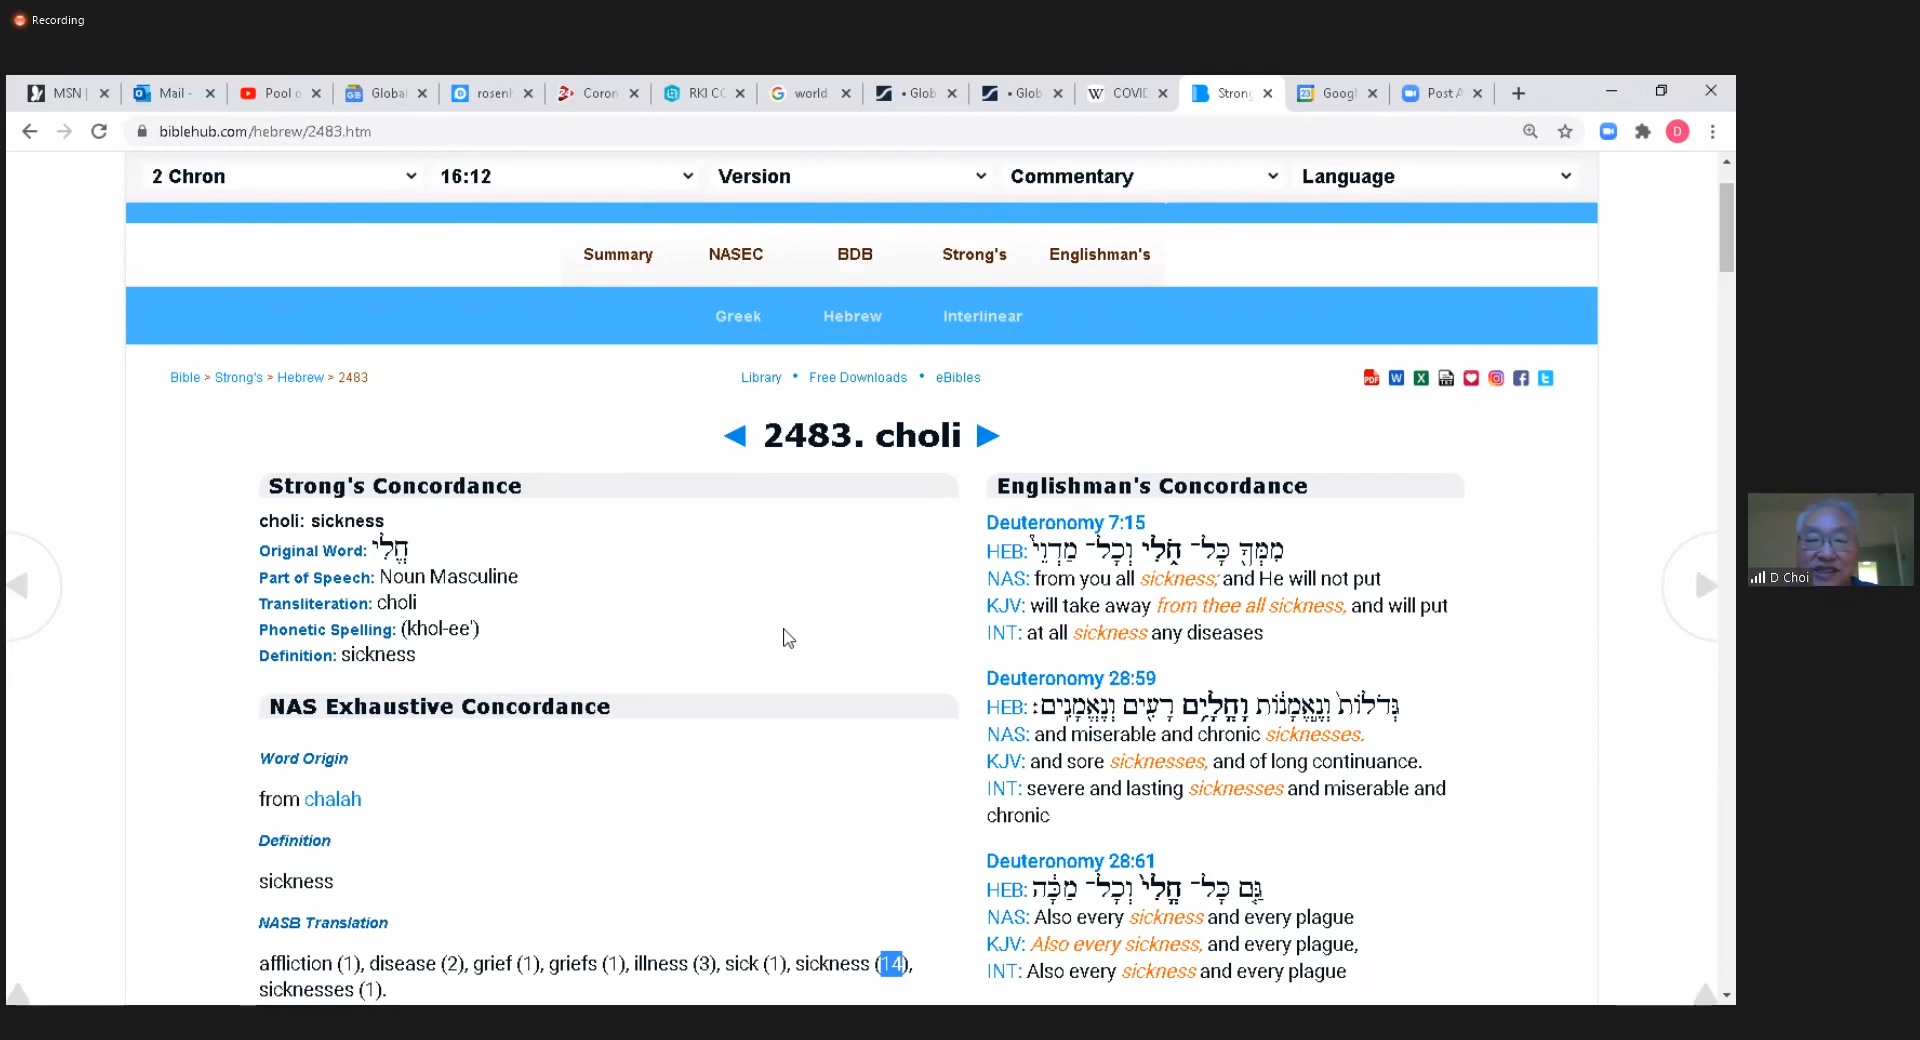 Recording
MSN |
Mail -
Pool o
Global
rosenh
Coron
RKI CC
world
• Glob
• Glob
COVID
Strong
Googl
Post A
biblehub.com/hebrew/2483.htm
2 Chron 16:12 Version Commentary Language
Summary NASEC BDB Strong's Englishman's
Greek Hebrew Interlinear
Bible > Strong's > Hebrew > 2483
Library • Free Downloads • eBibles
◄ 2483. choli ►
Strong's Concordance
choli: sickness
Original Word: חֳלִי
Part of Speech: Noun Masculine
Transliteration: choli
Phonetic Spelling: (khol-ee')
Definition: sickness
NAS Exhaustive Concordance
Word Origin
from chalah
Definition
sickness
NASB Translation
affliction (1), disease (2), grief (1), griefs (1), illness (3), sick (1), sickness (14),
sicknesses (1).
Englishman's Concordance
Deuteronomy 7:15
HEB: מִמְּךָ֖ כָּל־ חֹ֑לִי וְכָל־ מַדְוֵי֩
NAS: from you all sickness; and He will not put
KJV: will take away from thee all sickness, and will put
INT: at all sickness any diseases
Deuteronomy 28:59
HEB: גְּדֹלוֹת֙ וְנֶ֣אֱמָנ֔וֹת וָחֳלָיִ֥ם רָעִ֖ים וְנֶאֱמָנִֽים׃
NAS: and miserable and chronic sicknesses.
KJV: and sore sicknesses, and of long continuance.
INT: severe and lasting sicknesses and miserable and
chronic
Deuteronomy 28:61
HEB: גַּ֤ם כָּל־ חֳלִי֙ וְכָל־ מַכָּ֔ה
NAS: Also every sickness and every plague
KJV: Also every sickness, and every plague,
INT: Also every sickness and every plague
D Choi